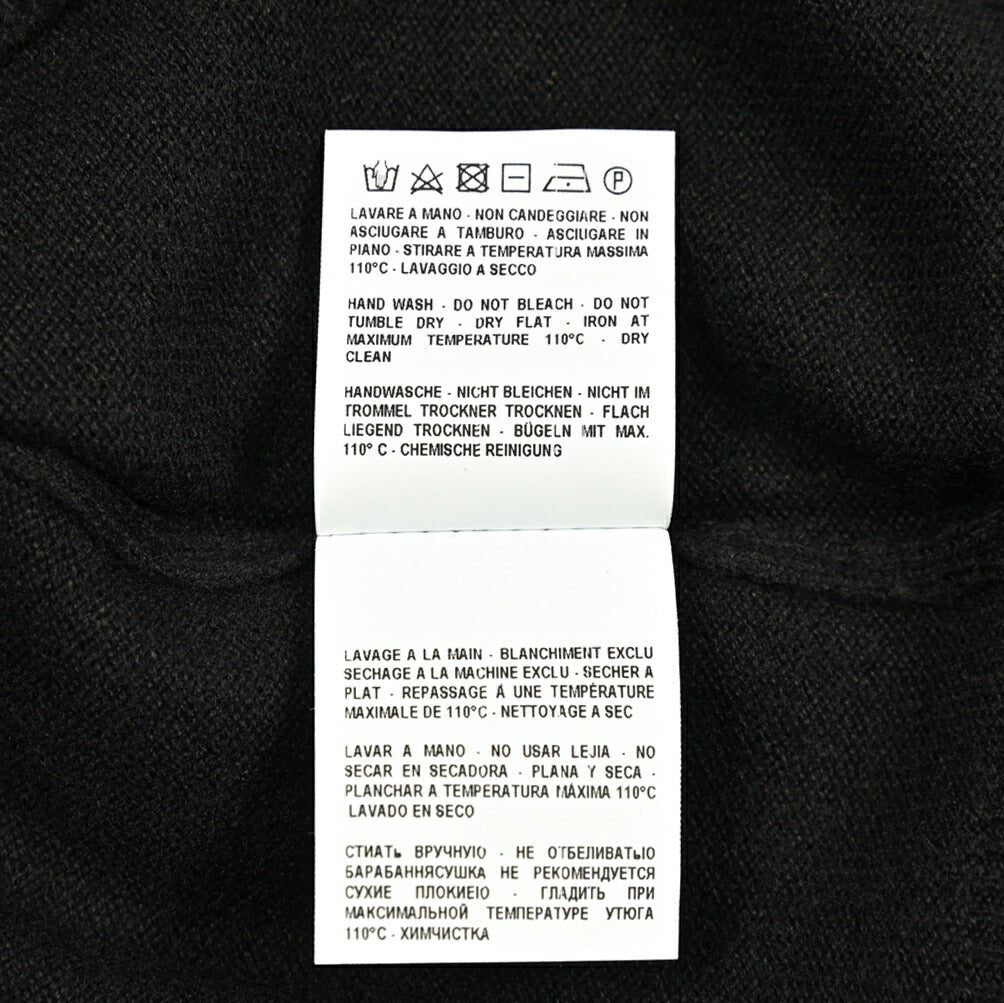 P
LAVARE A MANO - NON CANDEGGIARE - NON
ASCIUGARE A TAMBURO - ASCIUGARE IN
PIANO - STIRARE A TEMPERATURA MASSIMA
110°C - LAVAGGIO A SECCO
HAND WASH - DO NOT BLEACH - DO NOT
TUMBLE DRY - DRY FLAT - IRON AT
MAXIMUM TEMPERATURE 110°C - DRY
CLEAN
HANDWASCHE - NICHT BLEICHEN - NICHT IM
TROMMEL TROCKNER TROCKNEN - FLACH
LIEGEND TROCKNEN - BÜGELN MIT MAX.
110° C - CHEMISCHE REINIGUNG
LAVAGE A LA MAIN - BLANCHIMENT EXCLU
SECHAGE A LA MACHINE EXCLU - SECHER A
PLAT - REPASSAGE À UNE TEMPÉRATURE
MAXIMALE DE 110°C - NETTOYAGE A SEC
LAVAR A MANO - NO USAR LEJIA - NO
SECAR EN SECADORA - PLANA Y SECA -
PLANCHAR A TEMPERATURA MÁXIMA 110°C
LAVADO EN SECO
СТИАТЬ ВРУЧНУЮ - НЕ ОТБЕЛИВАТЬЮ
БАРАБАННЯСУШКА НЕ РЕКОМЕНДУЕТСЯ
СУХИЕ ПЛОКИЕІО - ГЛАДИТЬ ПРИ
МАКСИМАЛЬНОЙ ТЕМПЕРАТУРЕ УТЮГА
110°С - ХИМЧИСТКА